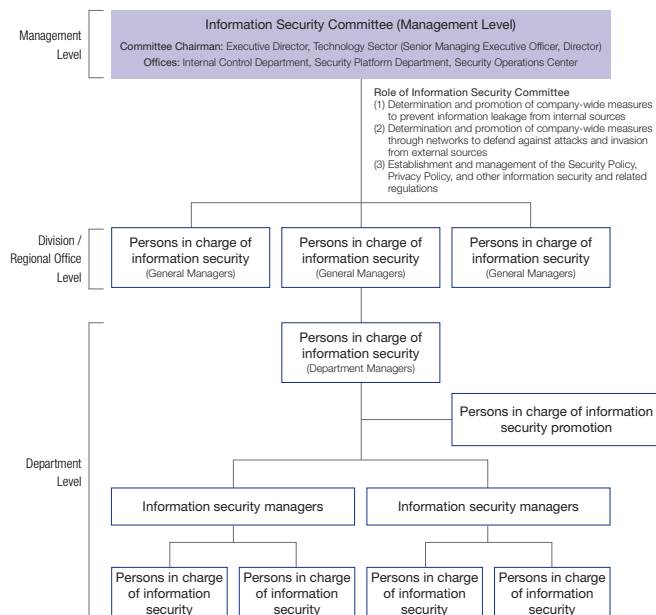 Management
Level
Information Security Committee (Management Level)
Committee Chairman: Executive Director, Technology Sector (Senior Managing Executive Officer, Director)
Offices: Internal Control Department, Security Platform Department, Security Operations Center
Role of Information Security Committee
(1) Determination and promotion of company-wide measures
to prevent information leakage from internal sources
(2) Determination and promotion of company-wide measures
through networks to defend against attacks and invasion
from external sources
(3) Establishment and management of the Security Policy,
Privacy Policy, and other information security and related
regulations
Division /
Regional Office
Level
Persons in charge of
information security
(General Managers)
Persons in charge of
information security
(General Managers)
Persons in charge of
information security
(General Managers)
Department
Level
Persons in charge of
information security
(Department Managers)
Persons in charge of information
security promotion
Information security managers
Information security managers
Persons in charge
of information
security
Persons in charge
of information
security
Persons in charge
of information
security
Persons in charge
of information
security